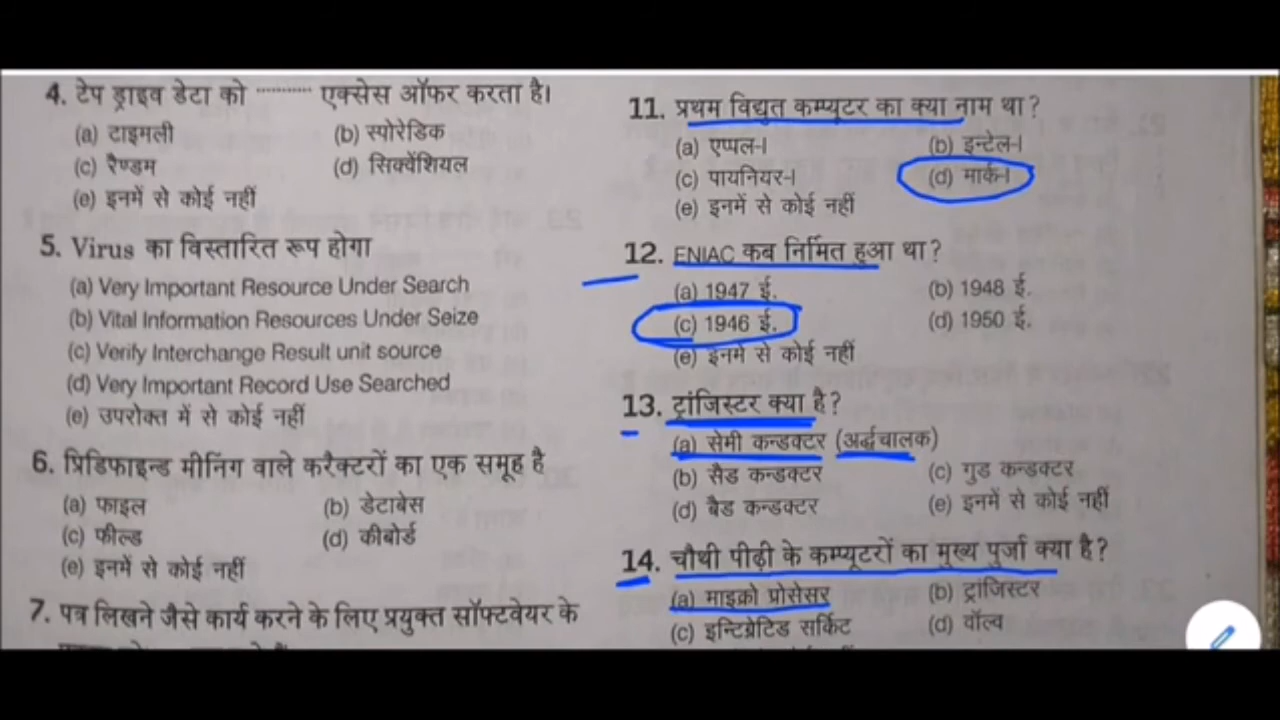 4. टेप ड्राइव डेटा को ............ एक्सेस ऑफर करता है।
(a) टाइमली (b) स्पोरेडिक
(c) रैण्डम (d) सिक्वेंशियल
(e) इनमें से कोई नहीं
5. Virus का विस्तारित रूप होगा
(a) Very Important Resource Under Search
(b) Vital Information Resources Under Seize
(c) Verify Interchange Result unit source
(d) Very Important Record Use Searched
(e) उपरोक्त में से कोई नहीं
6. प्रिडिफाइन्ड मीनिंग वाले करैक्टरों का एक समूह है
(a) फाइल (b) डेटाबेस
(c) फील्ड (d) कीबोर्ड
(e) इनमें से कोई नहीं
7. पत्र लिखने जैसे कार्य करने के लिए प्रयुक्त सॉफ्टवेयर के
11. प्रथम विद्युत कम्प्यूटर का क्या नाम था?
(a) एप्पल-I (b) इन्टेल-I
(c) पायनियर-I (d) मार्क-I
(e) इनमें से कोई नहीं
12. ENIAC कब निर्मित हुआ था?
(a) 1947 ई. (b) 1948 ई.
(c) 1946 ई. (d) 1950 ई.
(e) इनमें से कोई नहीं
13. ट्रांजिस्टर क्या है?
(a) सेमी कन्डक्टर (अर्द्धचालक)
(b) सैड कन्डक्टर (c) गुड कन्डक्टर
(d) बैड कन्डक्टर (e) इनमें से कोई नहीं
14. चौथी पीढ़ी के कम्प्यूटरों का मुख्य पुर्जा क्या है?
(a) माइक्रो प्रोसेसर (b) ट्रांजिस्टर
(c) इन्टिग्रेटिड सर्किट (d) वॉल्व